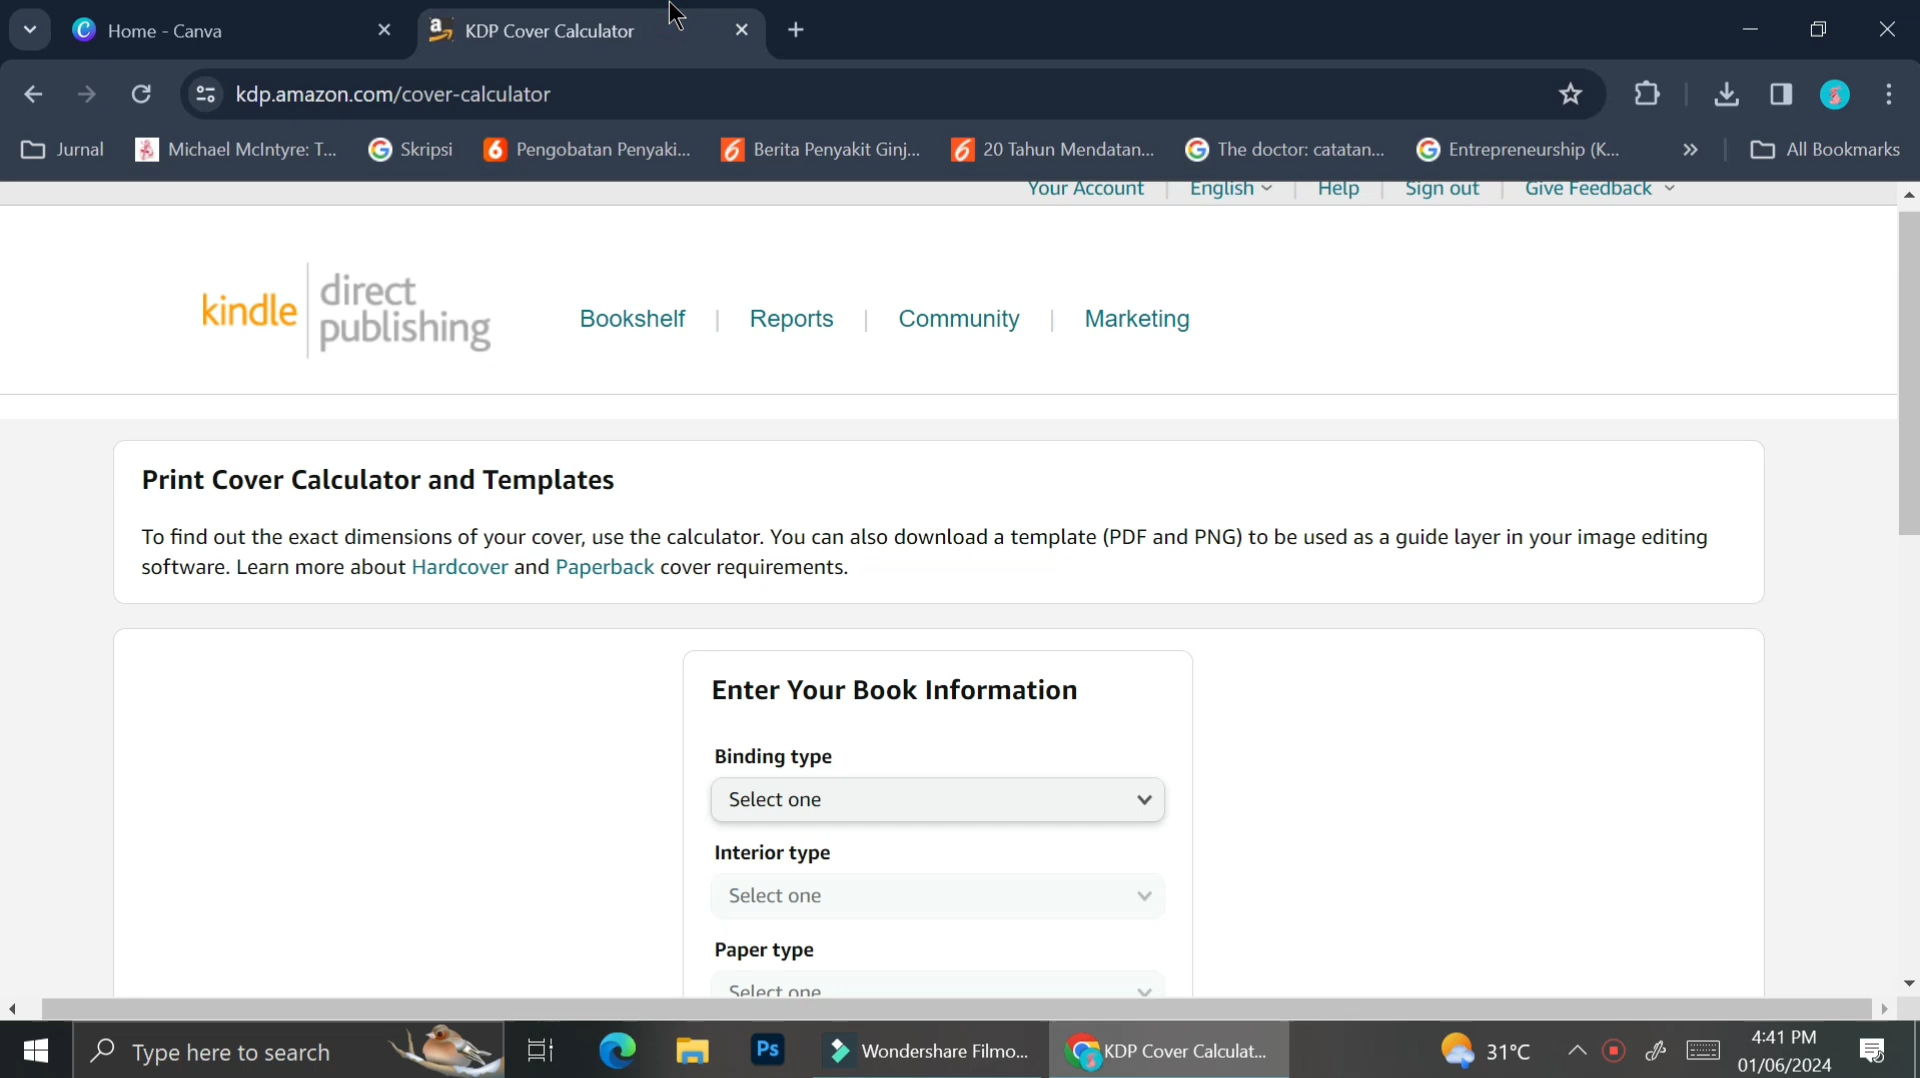 Home - Canva
KDP Cover Calculator
kdp.amazon.com/cover-calculator
Jurnal
Michael McIntyre: T...
Skripsi
Pengobatan Penyaki...
Berita Penyakit Ginj...
20 Tahun Mendatan...
The doctor: catatan...
Entrepreneurship (K...
All Bookmarks
Your Account
English
Help
Sign out
Give Feedback
kindle direct publishing
Bookshelf
Reports
Community
Marketing
Print Cover Calculator and Templates
To find out the exact dimensions of your cover, use the calculator. You can also download a template (PDF and PNG) to be used as a guide layer in your image editing
software. Learn more about Hardcover and Paperback cover requirements.
Enter Your Book Information
Binding type
Select one
Interior type
Select one
Paper type
Select one
Type here to search
Ps
Wondershare Filmo...
KDP Cover Calculat...
31°C
4:41 PM
01/06/2024